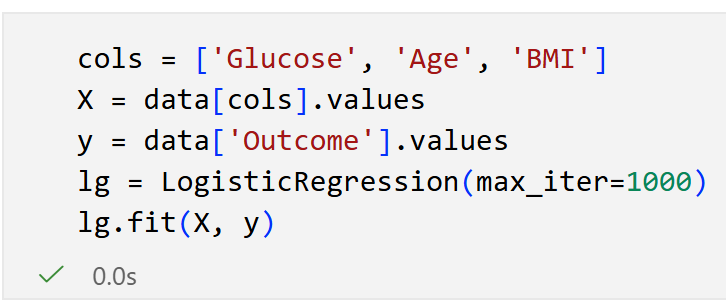 cols = ['Glucose', 'Age', 'BMI']
X = data[cols].values
y = data['Outcome'].values
lg = LogisticRegression(max_iter=1000)
lg.fit(X, y)
0.0s